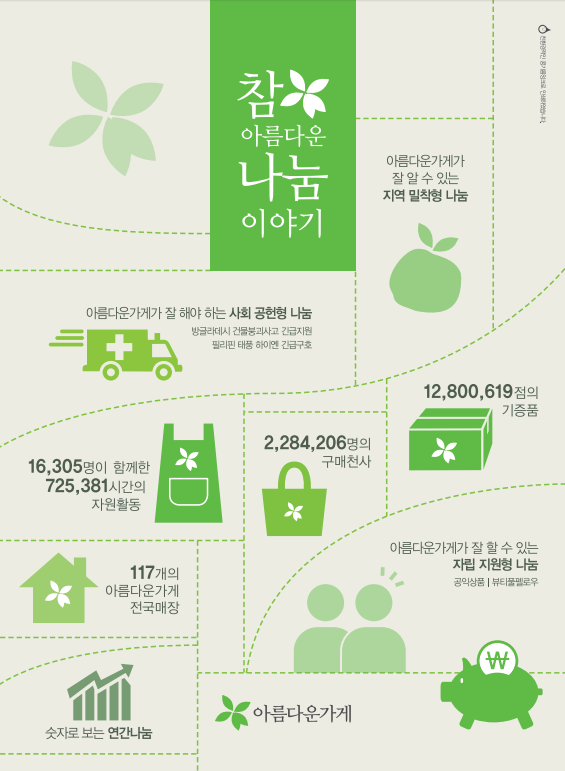 참
아름다운
나눔
이야기
아름다운가게가
잘 알 수 있는
지역 밀착형 나눔
아름다운가게가 잘 해야 하는 사회 공헌형 나눔
방글라데시 건물붕괴사고 긴급지원
필리핀 태풍 하이옌 긴급구호
12,800,619점의
기증품
2,284,206명의
구매천사
16,305명이 함께한
725,381시간의
자원활동
117개의
아름다운가게
전국매장
아름다운가게가 잘 할 수 있는
자립 지원형 나눔
공익상품 | 뷰티풀펠로우
₩
숫자로 보는 연간나눔
아름다운가게